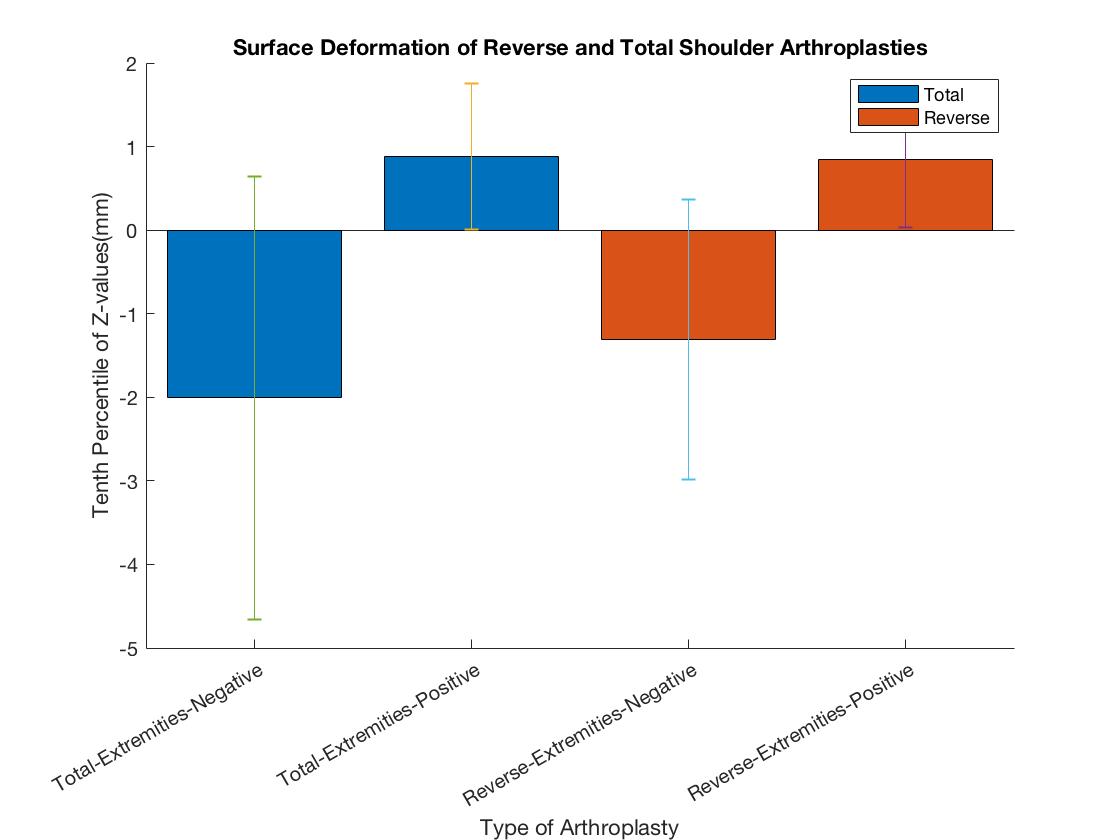 Surface Deformation of Reverse and Total Shoulder Arthroplasties
Total
Reverse
Tenth Percentile of Z-values(mm)
2
1
0
-1
-2
-3
-4
-5
Total-Extremities-Negative
Total-Extremities-Positive
Reverse-Extremities-Negative
Reverse-Extremities-Positive
Type of Arthroplasty